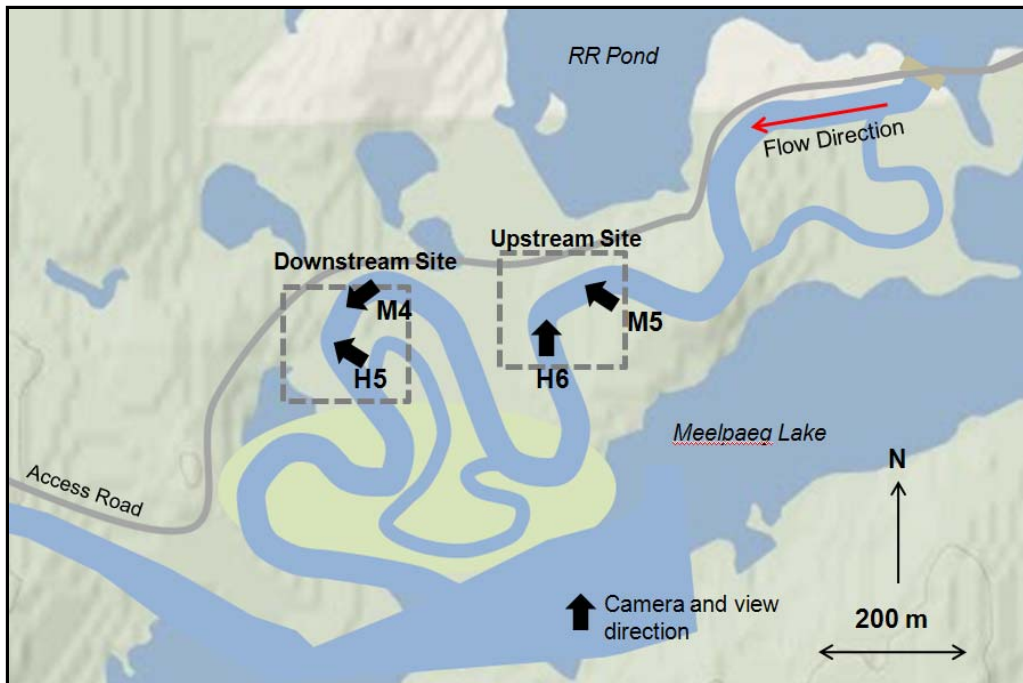 RR Pond
Flow Direction
Upstream Site
Downstream Site
M4
M5
H5
H6
Meelpaeg Lake
N
Access Road
Camera and view
direction
200 m